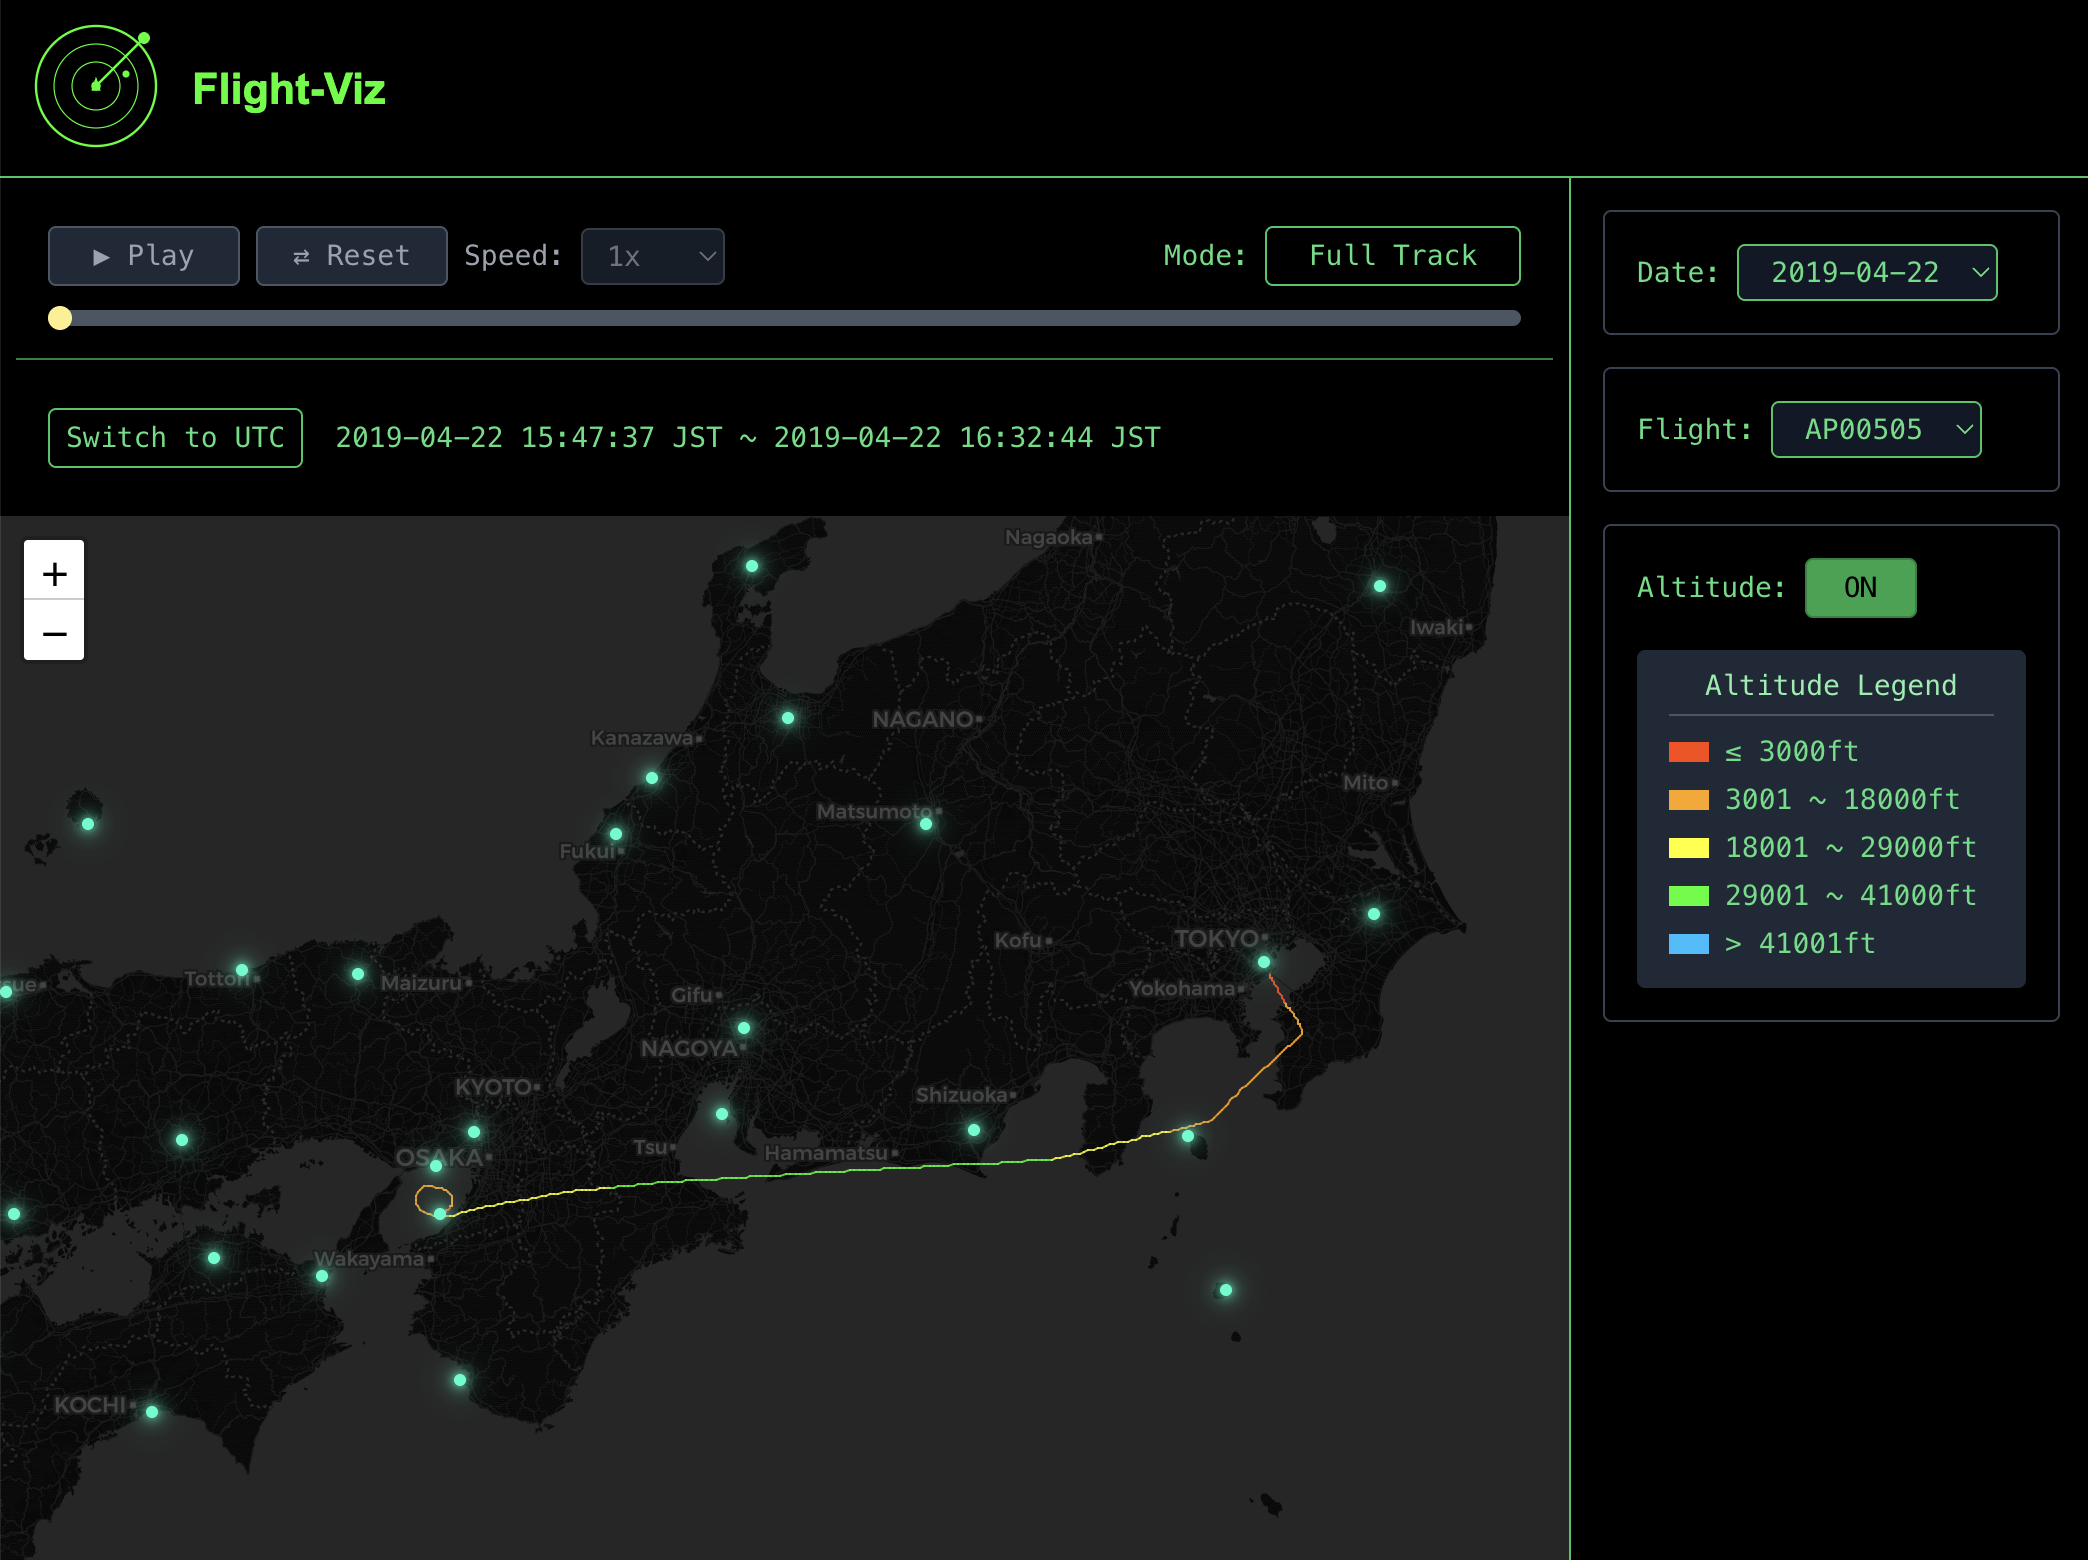 Flight-Viz
▶ Play
⇄ Reset
Speed:
1x
Mode:
Full Track
Date:
2019-04-22
Switch to UTC
2019-04-22 15:47:37 JST ~ 2019-04-22 16:32:44 JST
Flight:
AP00505
+
−
Altitude:
ON
Altitude Legend
≤ 3000ft
3001 ~ 18000ft
18001 ~ 29000ft
29001 ~ 41000ft
> 41001ft
Nagaoka
Iwaki
NAGANO
Kanazawa
Mito
Matsumoto
Fukui
TOKYO
Kofu
Tottori
Maizuru
sue
Gifu
Yokohama
NAGOYA
KYOTO
Shizuoka
Tsu
Hamamatsu
OSAKA
Wakayama
KOCHI